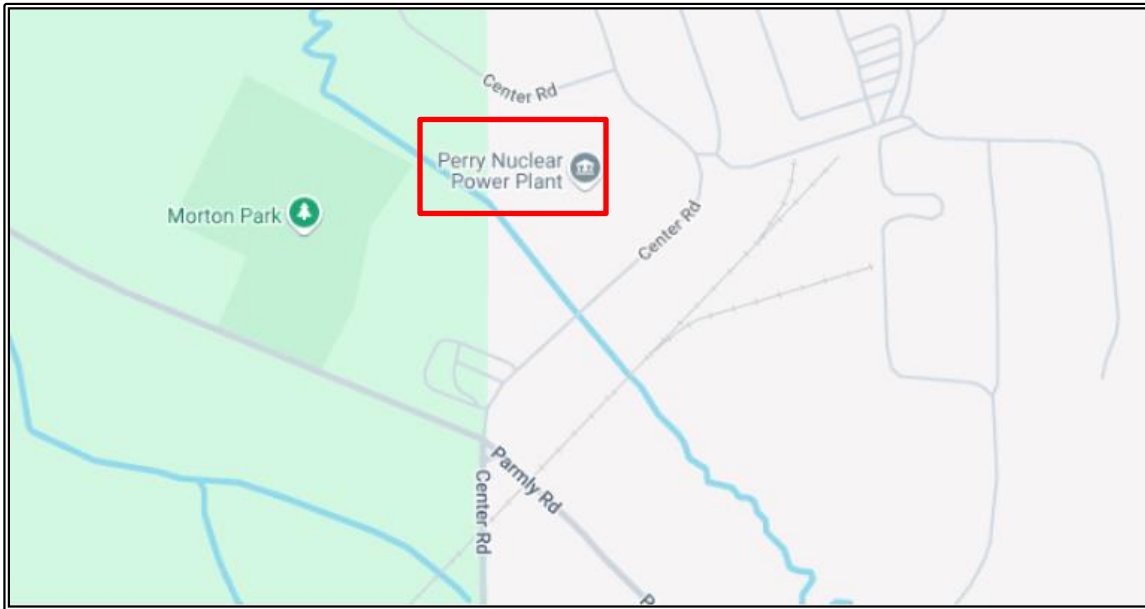 Center Rd
Perry Nuclear
Power Plant
Morton Park
Center Rd
Parmly Rd
Center Rd